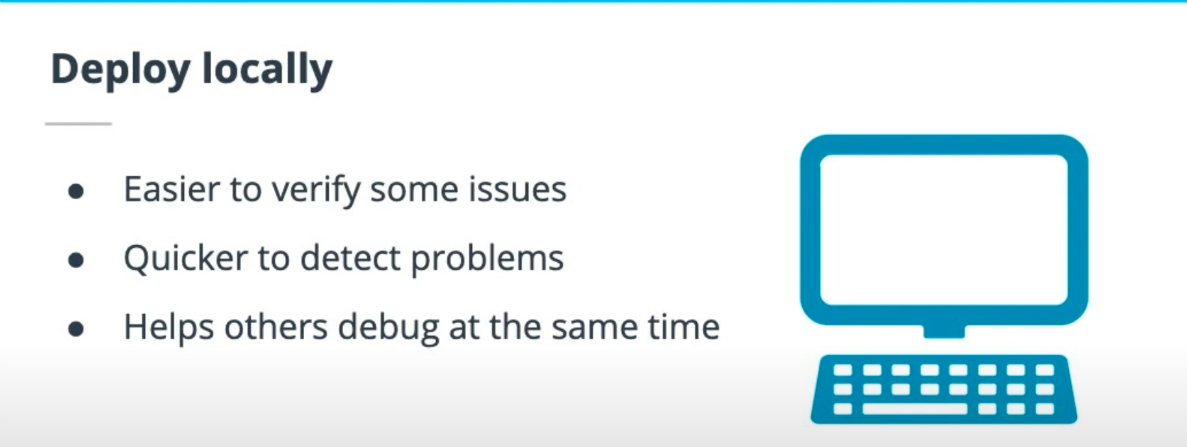 Deploy locally
● Easier to verify some issues
● Quicker to detect problems
● Helps others debug at the same time